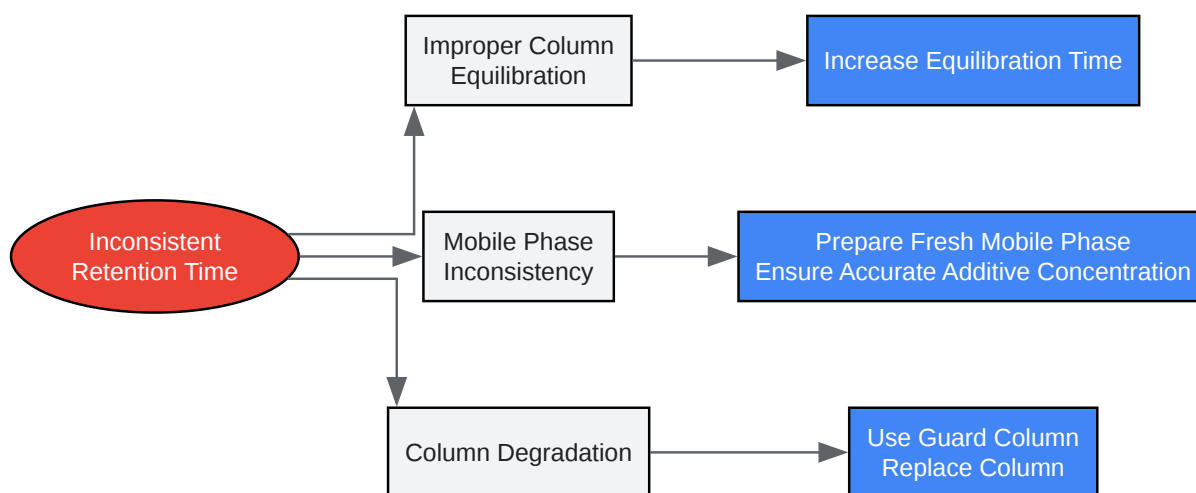 Improper Column
Equilibration
Increase Equilibration Time
Inconsistent
Retention Time
Mobile Phase
Inconsistency
Prepare Fresh Mobile Phase
Ensure Accurate Additive Concentration
Column Degradation
Use Guard Column
Replace Column